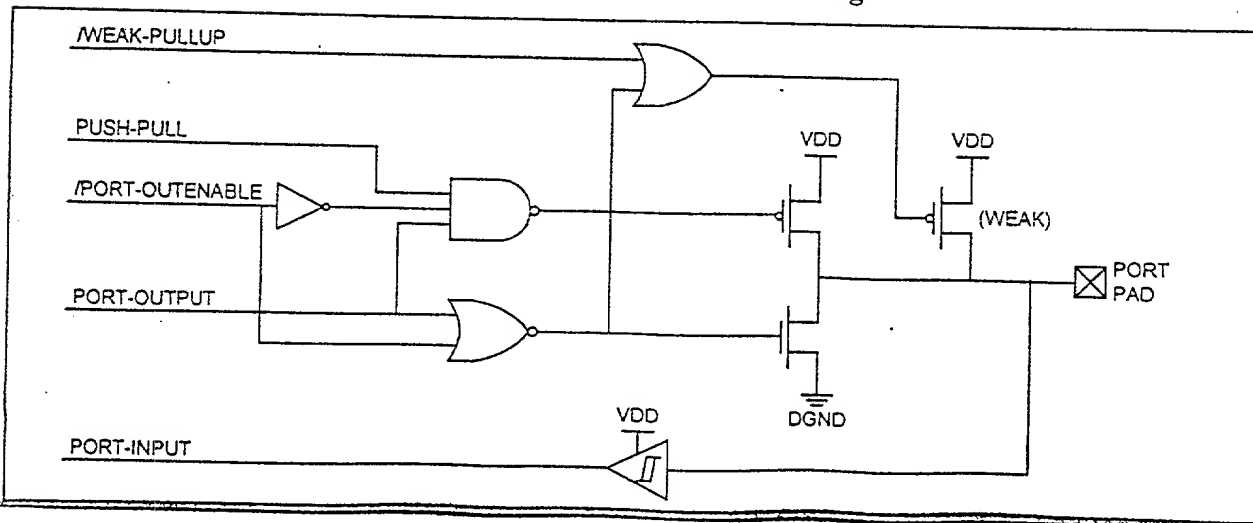 /WEAK-PULLUP
PUSH-PULL
VDD
VDD
/PORT-OUTENABLE
(WEAK)
PORT
PAD
PORT-OUTPUT
DGND
VDD
PORT-INPUT